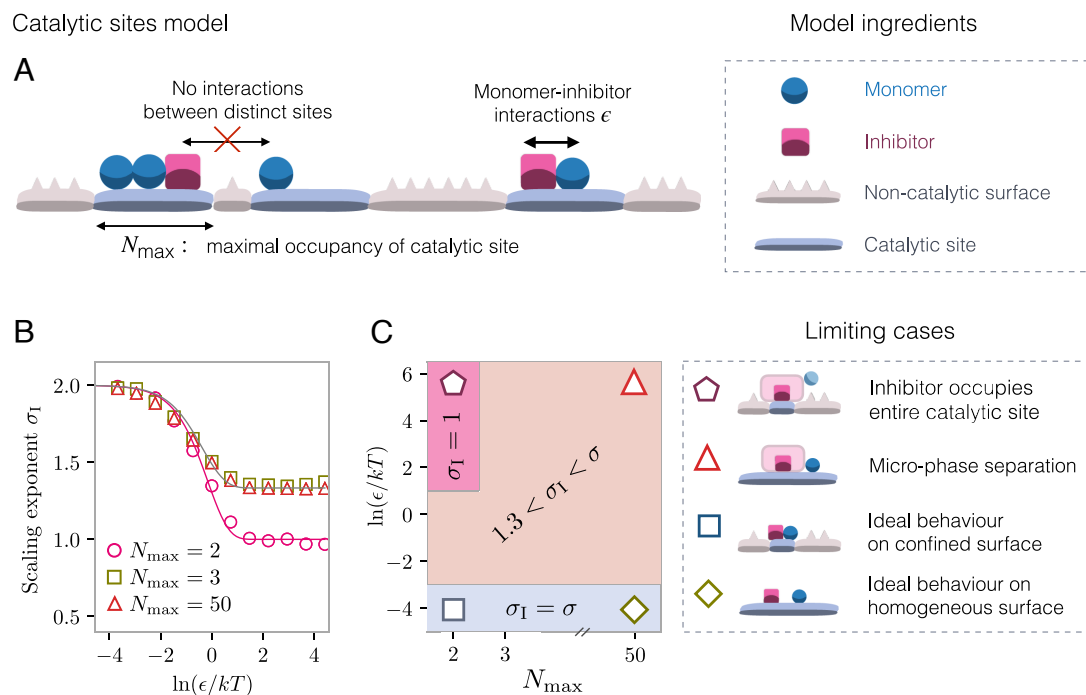 Catalytic sites model
Model ingredients
A
No interactions
between distinct sites
Monomer-inhibitor
interactions ϵ
N_max : maximal occupancy of catalytic site
Monomer
Inhibitor
Non-catalytic surface
Catalytic site
B
Scaling exponent σ_I
2.0
1.5
1.0
0.5
N_max = 2
N_max = 3
N_max = 50
−4 −2 0 2 4
ln(ϵ/kT)
C
ln(ϵ/kT)
6
4
2
0
−2
−4
σ_I = 1
1.3 < σ_I < σ
σ_I = σ
2 3 50
N_max
Limiting cases
Inhibitor occupies
entire catalytic site
Micro-phase separation
Ideal behaviour
on confined surface
Ideal behaviour on
homogeneous surface